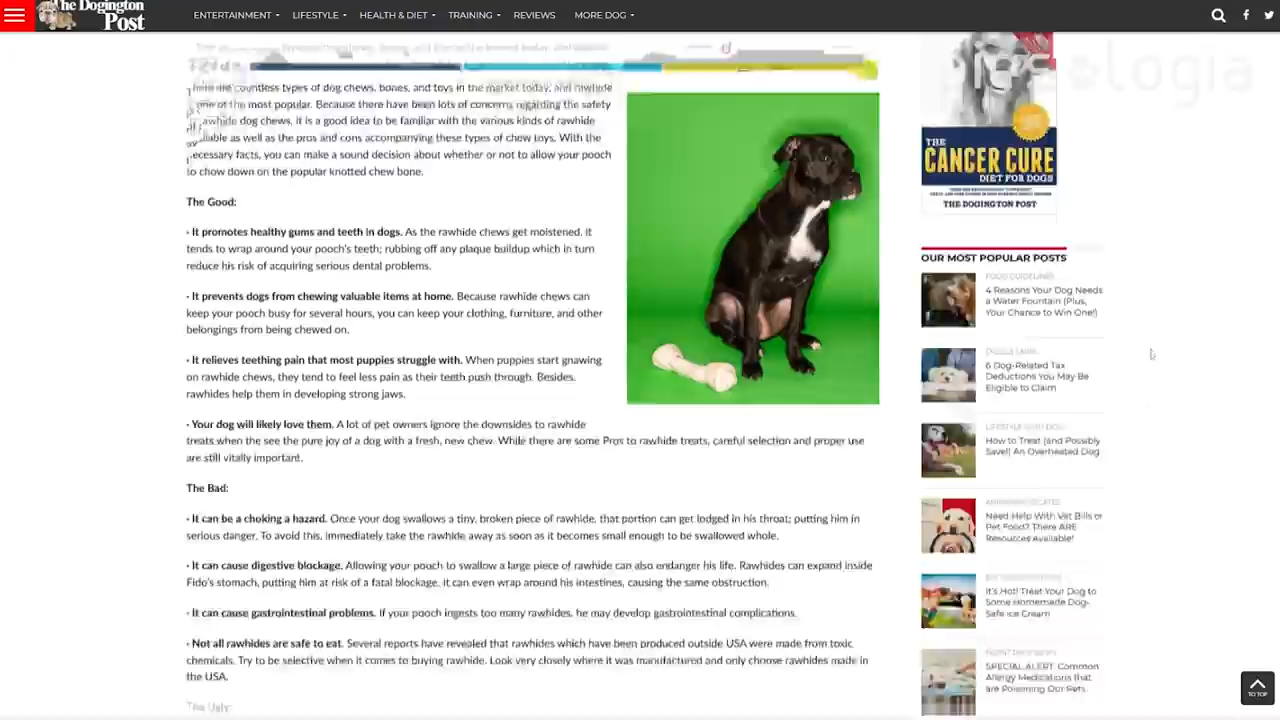 The Dogington
Post
ENTERTAINMENT
LIFESTYLE
HEALTH & DIET
TRAINING
REVIEWS
MORE DOG
countless types of dog chews, bones, and toys in the market today, and rawhide
one of the most popular. Because there have been lots of concerns regarding the safety
rawhide dog chews, it is a good idea to be familiar with the various kinds of rawhide
as well as the pros and cons accompanying these types of chew toys. With the
necessary facts, you can make a sound decision about whether or not to allow your pooch
to chow down on the popular knotted chew bone.
The Good:
• It promotes healthy gums and teeth in dogs. As the rawhide chews get moistened, it
tends to wrap around your pooch's teeth; rubbing off any plaque buildup which in turn
reduce his risk of acquiring serious dental problems.
• It prevents dogs from chewing valuable items at home. Because rawhide chews can
keep your pooch busy for several hours, you can keep your clothing, furniture, and other
belongings from being chewed on.
• It relieves teething pain that most puppies struggle with. When puppies start gnawing
on rawhide chews, they tend to feel less pain as their teeth push through. Besides,
rawhides help them in developing strong jaws.
• Your dog will likely love them. A lot of pet owners ignore the downsides to rawhide
treats when the see the pure joy of a dog with a fresh, new chew. While there are some Pros to rawhide treats, careful selection and proper use
are still vitally important.
The Bad:
• It can be a choking a hazard. Once your dog swallows a tiny, broken piece of rawhide, that portion can get lodged in his throat; putting him in
serious danger. To avoid this, immediately take the rawhide away as soon as it becomes small enough to be swallowed whole.
• It can cause digestive blockage. Allowing your pooch to swallow a large piece of rawhide can also endanger his life. Rawhides can expand inside
Fido's stomach, putting him at risk of a fatal blockage, it can even wrap around his intestines, causing the same obstruction.
• It can cause gastrointestinal problems. If your pooch ingests too many rawhides, he may develop gastrointestinal complications.
• Not all rawhides are safe to eat. Several reports have revealed that rawhides which have been produced outside USA were made from toxic
chemicals. Try to be selective when it comes to buying rawhide. Look very closely where it was manufactured and only choose rawhides made in
the USA.
The Ugly:
THE
CANCER CURE
DIET FOR DOGS
THE DOGINGTON POST
OUR MOST POPULAR POSTS
FOOD GUIDELINES
4 Reasons Your Dog Needs
a Water Fountain (Plus,
Your Chance to Win One!)
6 Dog-Related Tax
Deductions You May Be
Eligible to Claim
How to Treat (and Possibly
Save!) An Overheated Dog
Need Help With Vet Bills or
Pet Food? There ARE
Resources Available!
It's Hot! Treat Your Dog to
Some Homemade Dog-
Safe Ice Cream
SPECIAL ALERT: Common
Allergy Medications that
are Poisoning Our Pets
TO TOP